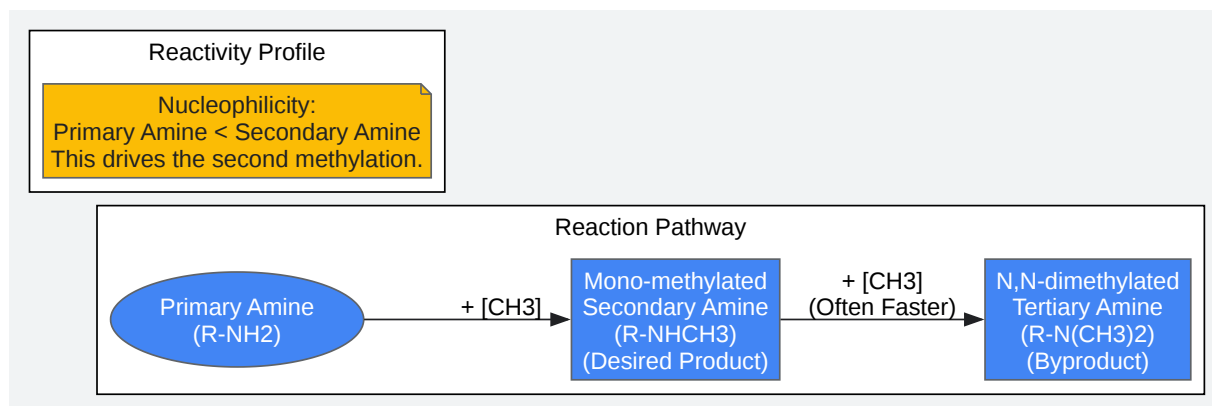 Reactivity Profile
Nucleophilicity:
Primary Amine < Secondary Amine
This drives the second methylation.
Reaction Pathway
Primary Amine
(R-NH2)
+ [CH3]
Mono-methylated
Secondary Amine
(R-NHCH3)
(Desired Product)
+ [CH3]
(Often Faster)
N,N-dimethylated
Tertiary Amine
(R-N(CH3)2)
(Byproduct)